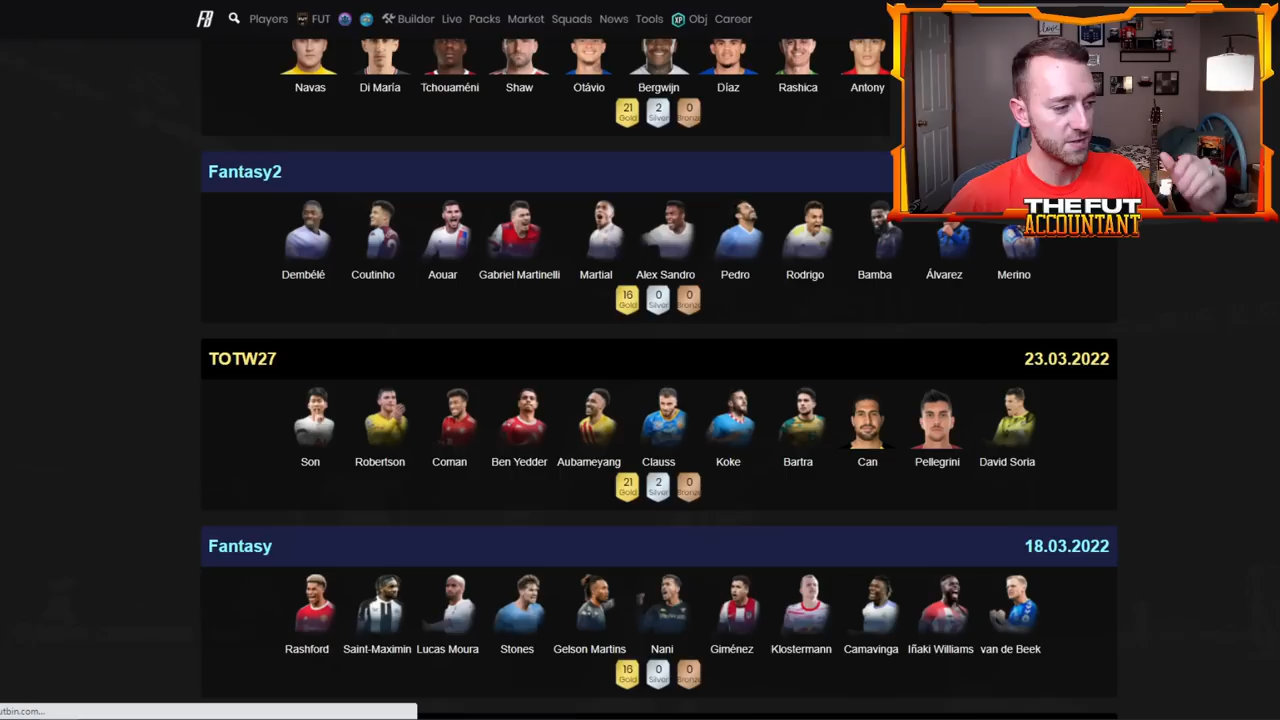 FB Players FUT Builder Live Packs Market Squads News Tools XP Obj Career
Navas Di María Tchouaméni Shaw Otávio Bergwijn Díaz Rashica Antony
21 Gold 2 Silver 0 Bronze
THE FUT
ACCOUNTANT
Fantasy2
Dembélé Coutinho Aouar Gabriel Martinelli Martial Alex Sandro Pedro Rodrigo Bamba Álvarez Merino
16 Gold 0 Silver 0 Bronze
TOTW27 23.03.2022
Son Robertson Coman Ben Yedder Aubameyang Clauss Koke Bartra Can Pellegrini David Soria
21 Gold 2 Silver 0 Bronze
Fantasy 18.03.2022
Rashford Saint-Maximin Lucas Moura Stones Gelson Martins Nani Giménez Klostermann Camavinga Iñaki Williams van de Beek
16 Gold 0 Silver 0 Bronze
utbin.com...